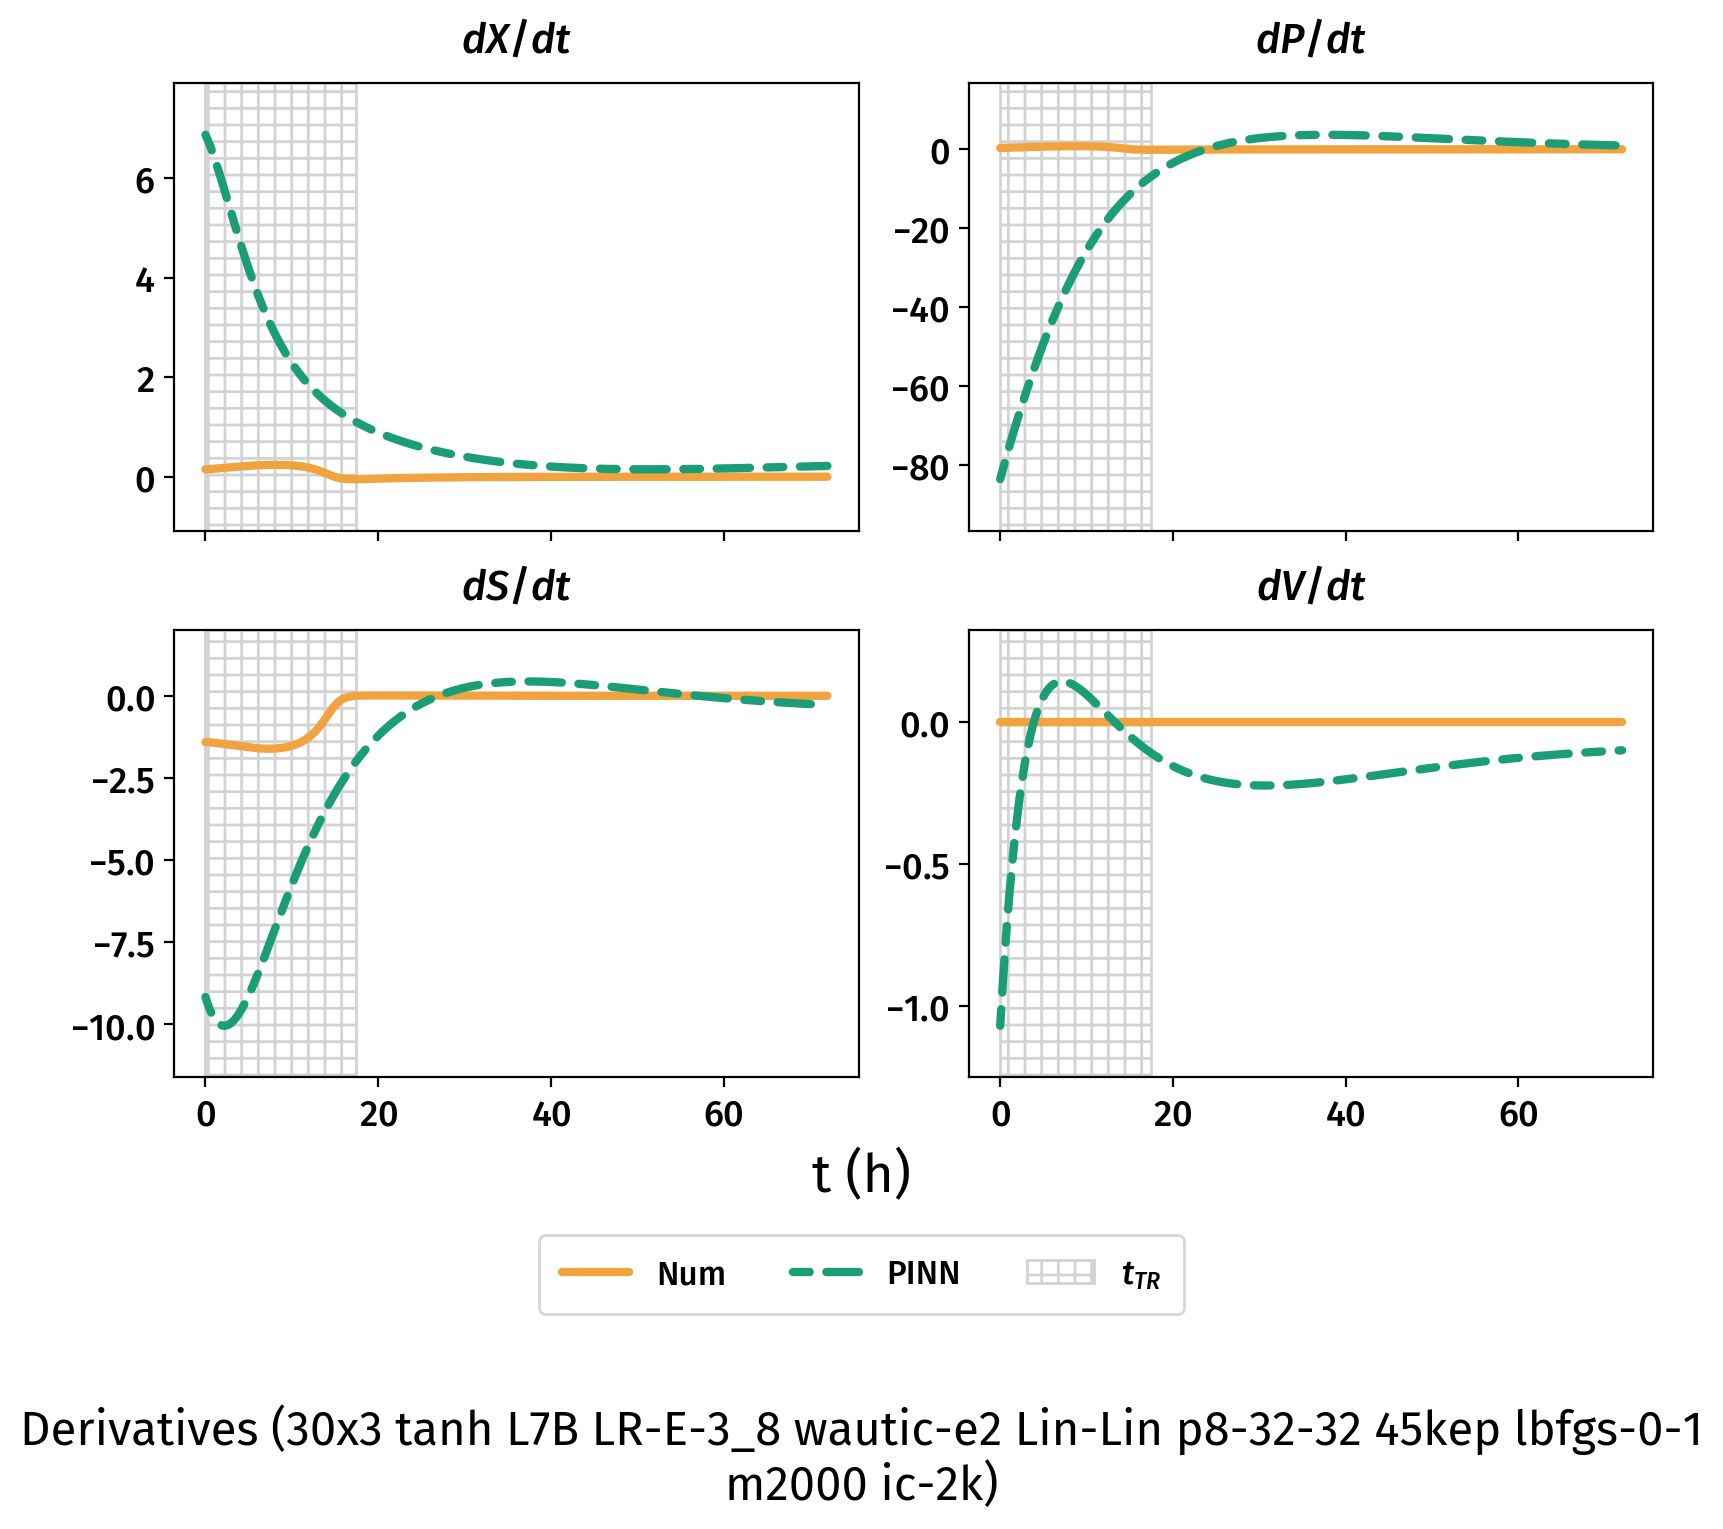 dX/dt
dP/dt
6
4
2
0
0
−20
−40
−60
−80
dS/dt
dV/dt
0.0
−2.5
−5.0
−7.5
−10.0
0 20 40 60
0.0
−0.5
−1.0
0 20 40 60
t (h)
Num PINN t_TR
Derivatives (30x3 tanh L7B LR-E-3_8 wautic-e2 Lin-Lin p8-32-32 45kep lbfgs-0-1
m2000 ic-2k)